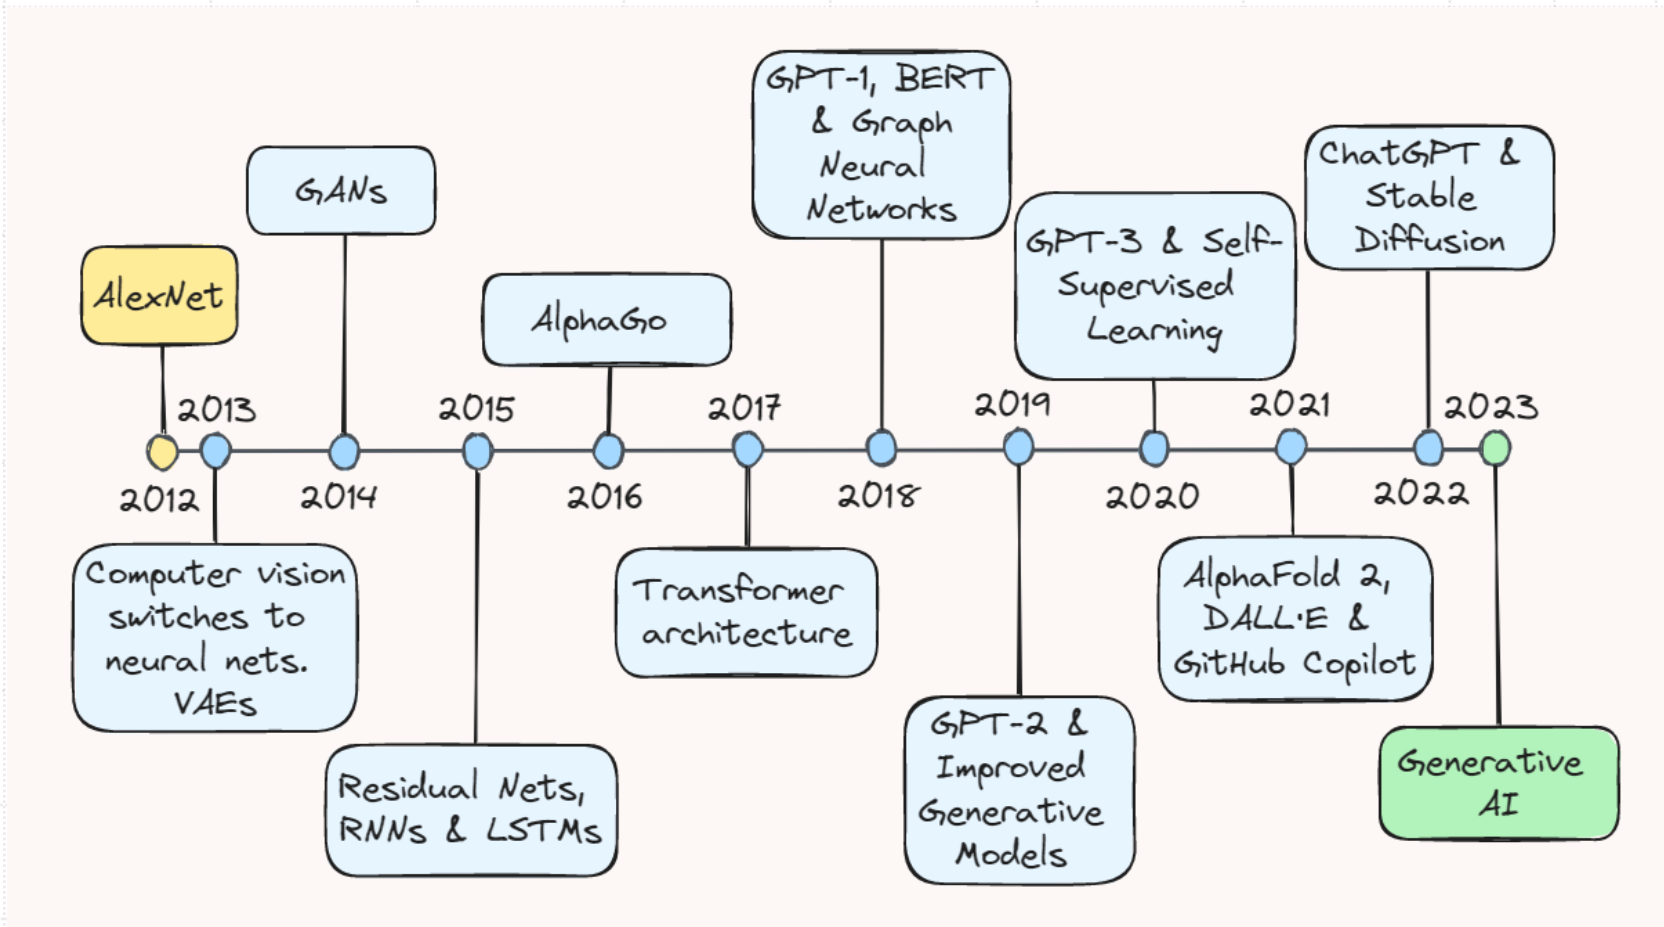 GPT-1, BERT
& Graph
Neural
Networks
ChatGPT &
Stable
Diffusion
GANs
GPT-3 & Self-
Supervised
Learning
AlexNet
AlphaGo
2013
2015
2017
2019
2021
2023
2012
2014
2016
2018
2020
2022
Computer vision
switches to
neural nets.
VAEs
Transformer
architecture
AlphaFold 2,
DALL·E &
GitHub Copilot
Residual Nets,
RNNs & LSTMs
GPT-2 &
Improved
Generative
Models
Generative
AI